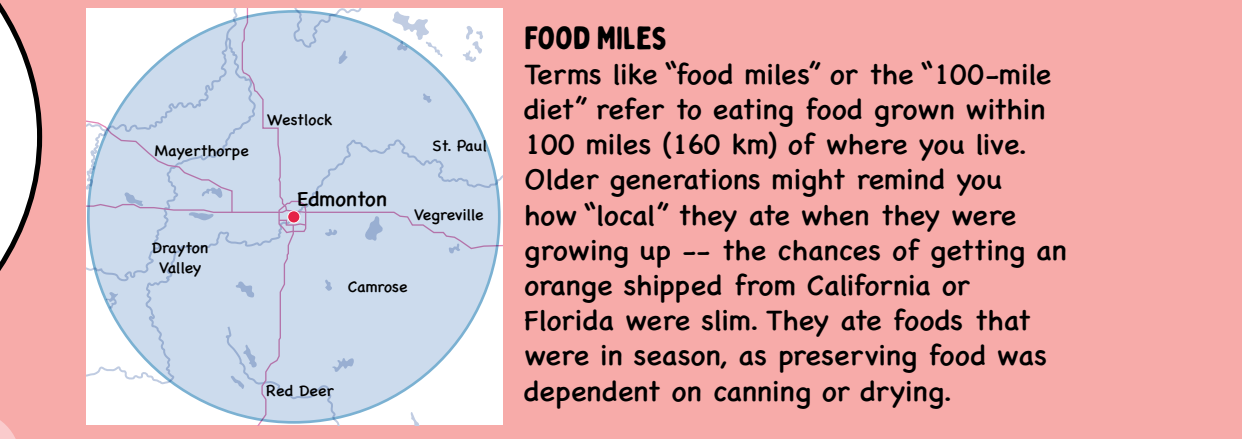 Westlock
Mayerthorpe
St. Paul
Edmonton
Vegreville
Drayton
Valley
Camrose
Red Deer
FOOD MILES
Terms like “food miles” or the “100-mile
diet” refer to eating food grown within
100 miles (160 km) of where you live.
Older generations might remind you
how “local” they ate when they were
growing up -- the chances of getting an
orange shipped from California or
Florida were slim. They ate foods that
were in season, as preserving food was
dependent on canning or drying.